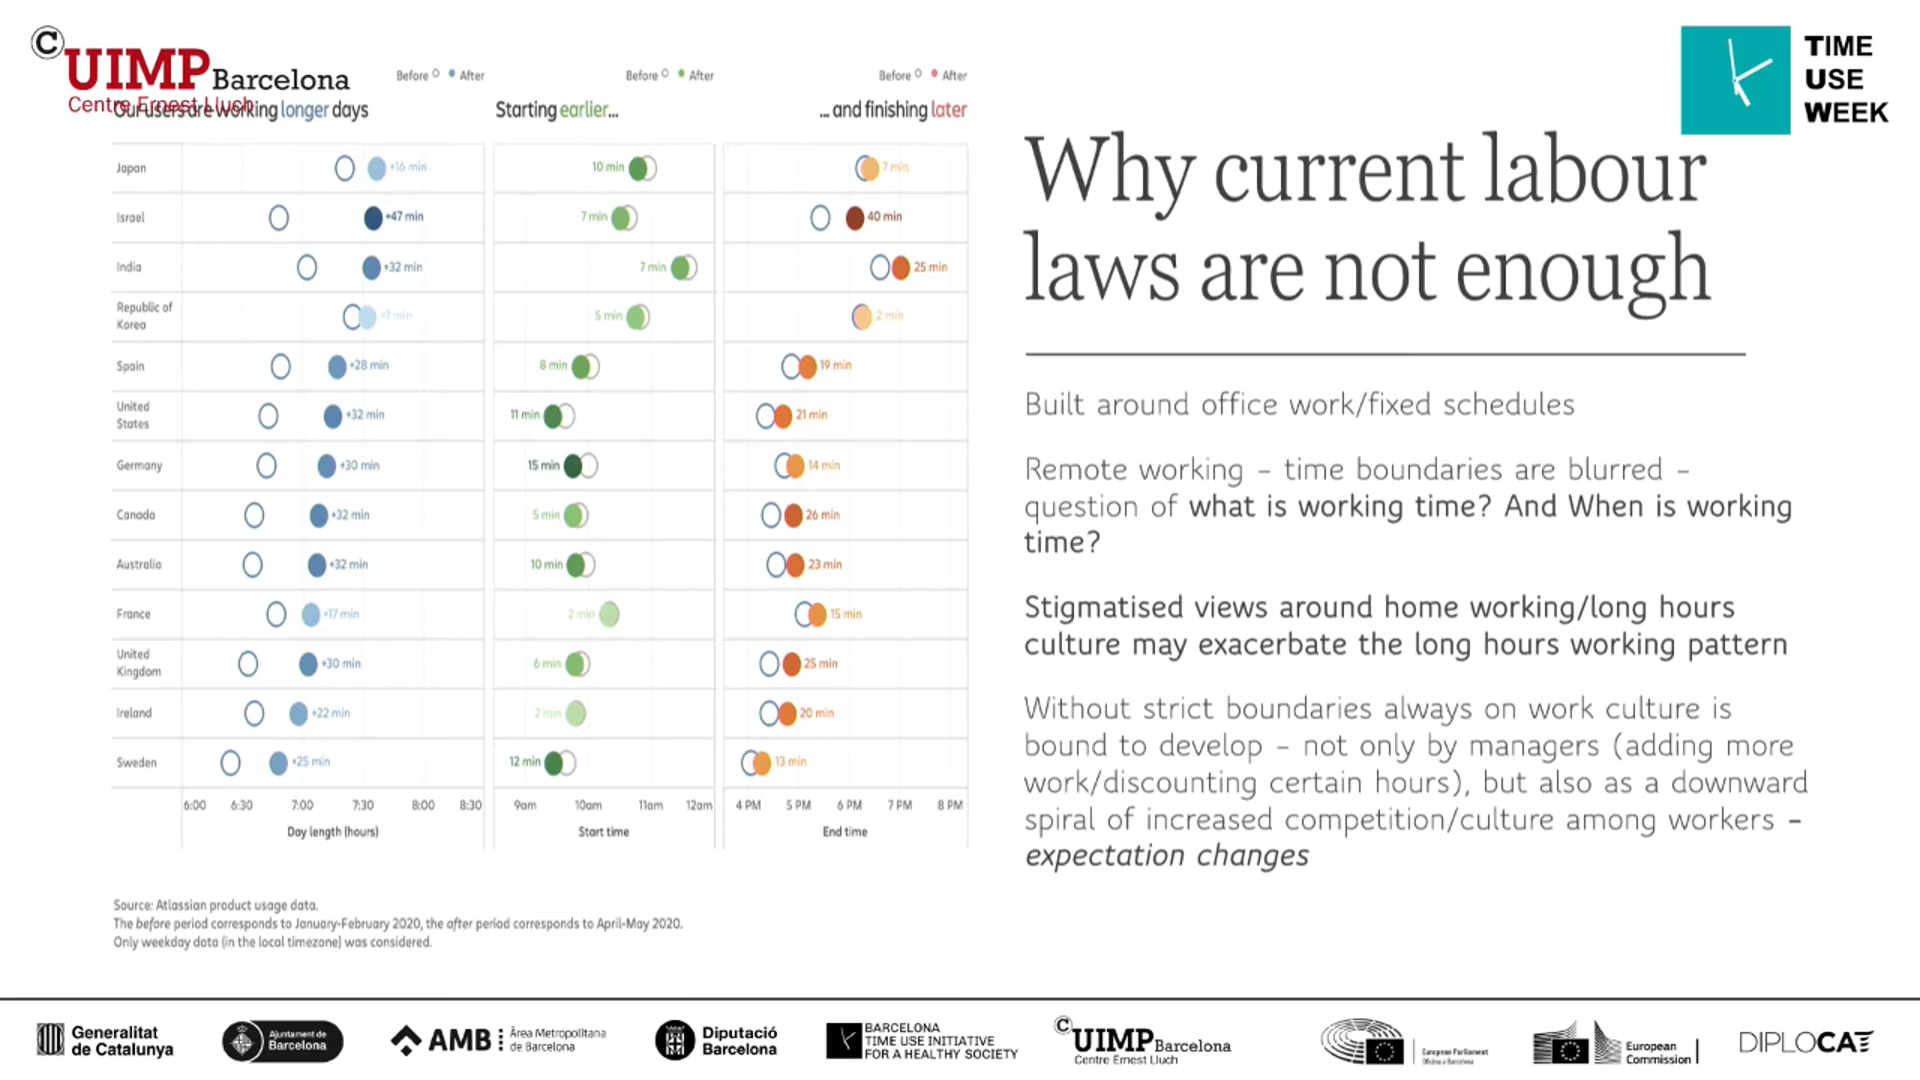 ©
UIMP Barcelona
Centre Ernest Lluch
TIME
USE
WEEK
Before After
Our users are working longer days
Before After
Starting earlier...
Before After
... and finishing later
Japan +16 min 10 min 7 min
Israel +47 min 7 min 40 min
India +32 min 7 min 25 min
Republic of
Korea +7 min 5 min 2 min
Spain +28 min 8 min 19 min
United
States +32 min 11 min 21 min
Germany +30 min 15 min 14 min
Canada +32 min 5 min 26 min
Australia +32 min 10 min 23 min
France +17 min 2 min 15 min
United
Kingdom +30 min 6 min 25 min
Ireland +22 min 2 min 20 min
Sweden +25 min 12 min 13 min
6:00 6:30 7:00 7:30 8:00 8:30 9am 10am 11am 12am 4 PM 5 PM 6 PM 7 PM 8 PM
Day length (hours) Start time End time
Source: Atlassian product usage data.
The before period corresponds to January-February 2020, the after period corresponds to April-May 2020.
Only weekday data (in the local timezone) was considered.
Why current labour
laws are not enough
Built around office work/fixed schedules
Remote working – time boundaries are blurred –
question of what is working time? And When is working
time?
Stigmatised views around home working/long hours
culture may exacerbate the long hours working pattern
Without strict boundaries always on work culture is
bound to develop – not only by managers (adding more
work/discounting certain hours), but also as a downward
spiral of increased competition/culture among workers –
expectation changes
Generalitat
de Catalunya
Ajuntament de
Barcelona
AMB Àrea Metropolitana
de Barcelona
Diputació
Barcelona
BARCELONA
TIME USE INITIATIVE
FOR A HEALTHY SOCIETY
©
UIMP Barcelona
Centre Ernest Lluch
European Parliament
Oficina a Barcelona
European
Commission
DIPLOCAT